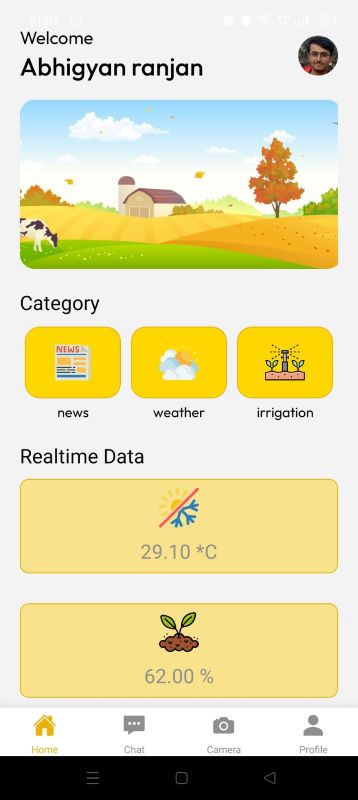 01:03
Welcome
Abhigyan ranjan
Category
NEWS
news
weather
irrigation
Realtime Data
29.10 *C
62.00 %
Home
Chat
Camera
Profile